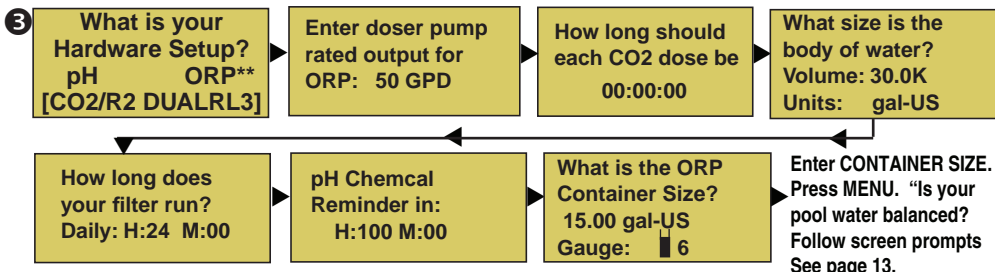 ❸
What is your
Hardware Setup?
pH ORP**
[CO2/R2 DUALRL3]
Enter doser pump
rated output for
ORP: 50 GPD
How long should
each CO2 dose be
00:00:00
What size is the
body of water?
Volume: 30.0K
Units: gal-US
How long does
your filter run?
Daily: H:24 M:00
pH Chemcal
Reminder in:
H:100 M:00
What is the ORP
Container Size?
15.00 gal-US
Gauge: 6
Enter CONTAINER SIZE.
Press MENU. “Is your
pool water balanced?
Follow screen prompts
See page 13.